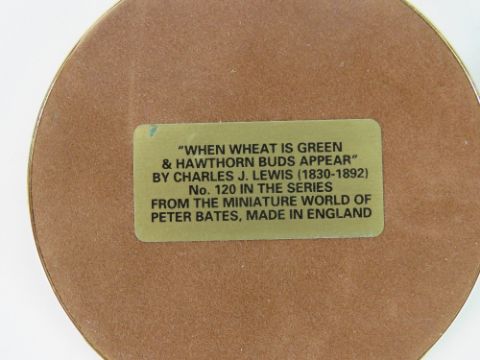 "WHEN WHEAT IS GREEN
& HAWTHORN BUDS APPEAR"
BY CHARLES J. LEWIS (1830-1892)
No. 120 IN THE SERIES
FROM THE MINIATURE WORLD OF
PETER BATES, MADE IN ENGLAND